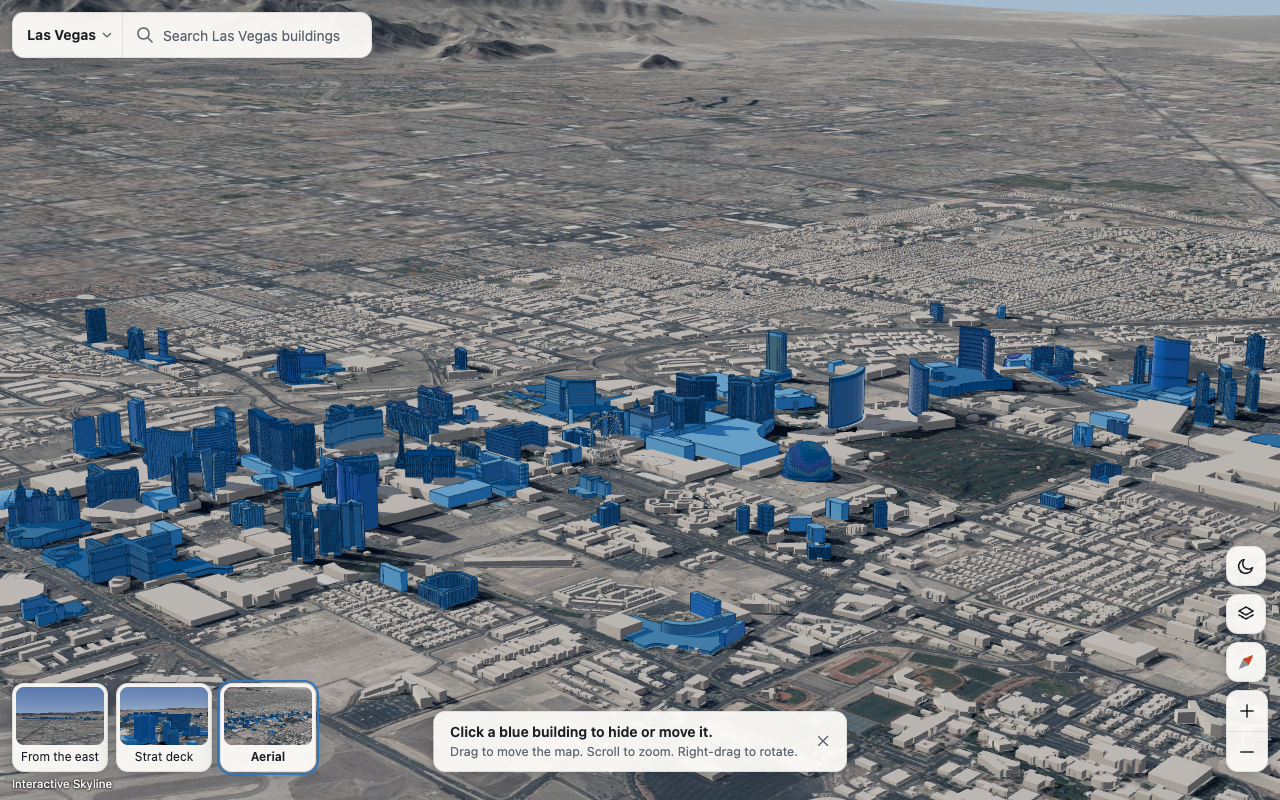 Las Vegas
Search Las Vegas buildings
Click a blue building to hide or move it.
Drag to move the map. Scroll to zoom. Right-drag to rotate.
From the east
Strat deck
Aerial
Interactive Skyline